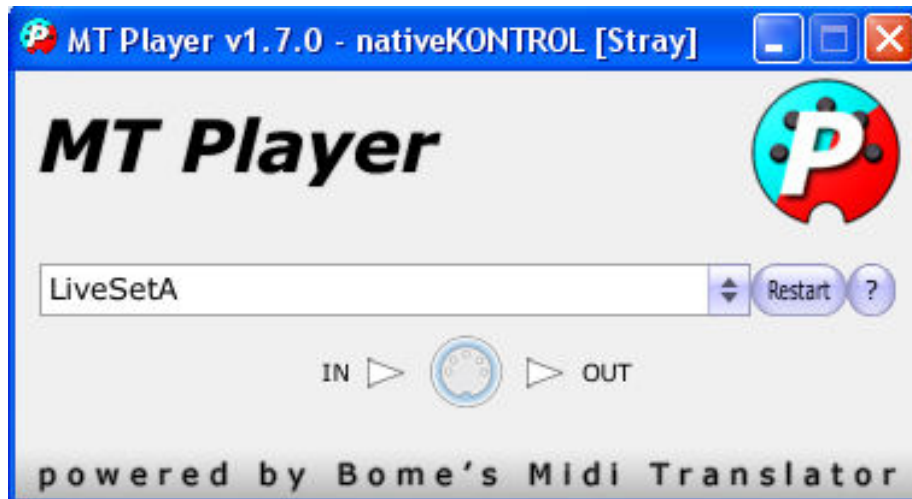 MT Player v1.7.0 - nativeKONTROL [Stray]
MT Player
P
LiveSetA Restart ?
IN OUT
powered by Bome's Midi Translator